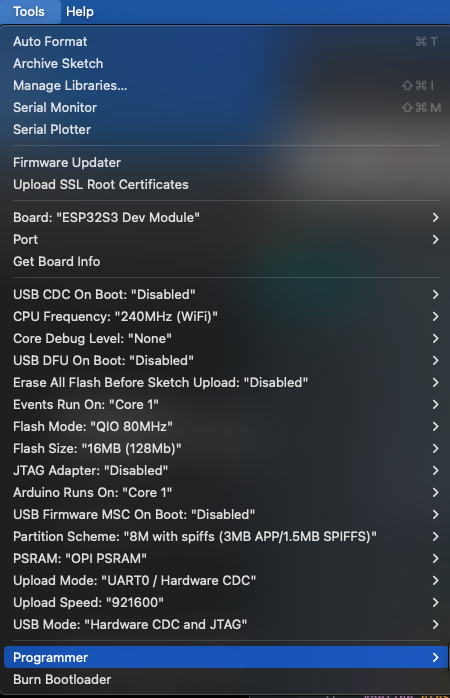 Tools Help
Auto Format ⌘ T
Archive Sketch
Manage Libraries... ⇧ ⌘ I
Serial Monitor ⇧ ⌘ M
Serial Plotter
Firmware Updater
Upload SSL Root Certificates
Board: "ESP32S3 Dev Module"
Port
Get Board Info
USB CDC On Boot: "Disabled"
CPU Frequency: "240MHz (WiFi)"
Core Debug Level: "None"
USB DFU On Boot: "Disabled"
Erase All Flash Before Sketch Upload: "Disabled"
Events Run On: "Core 1"
Flash Mode: "QIO 80MHz"
Flash Size: "16MB (128Mb)"
JTAG Adapter: "Disabled"
Arduino Runs On: "Core 1"
USB Firmware MSC On Boot: "Disabled"
Partition Scheme: "8M with spiffs (3MB APP/1.5MB SPIFFS)"
PSRAM: "OPI PSRAM"
Upload Mode: "UART0 / Hardware CDC"
Upload Speed: "921600"
USB Mode: "Hardware CDC and JTAG"
Programmer
Burn Bootloader